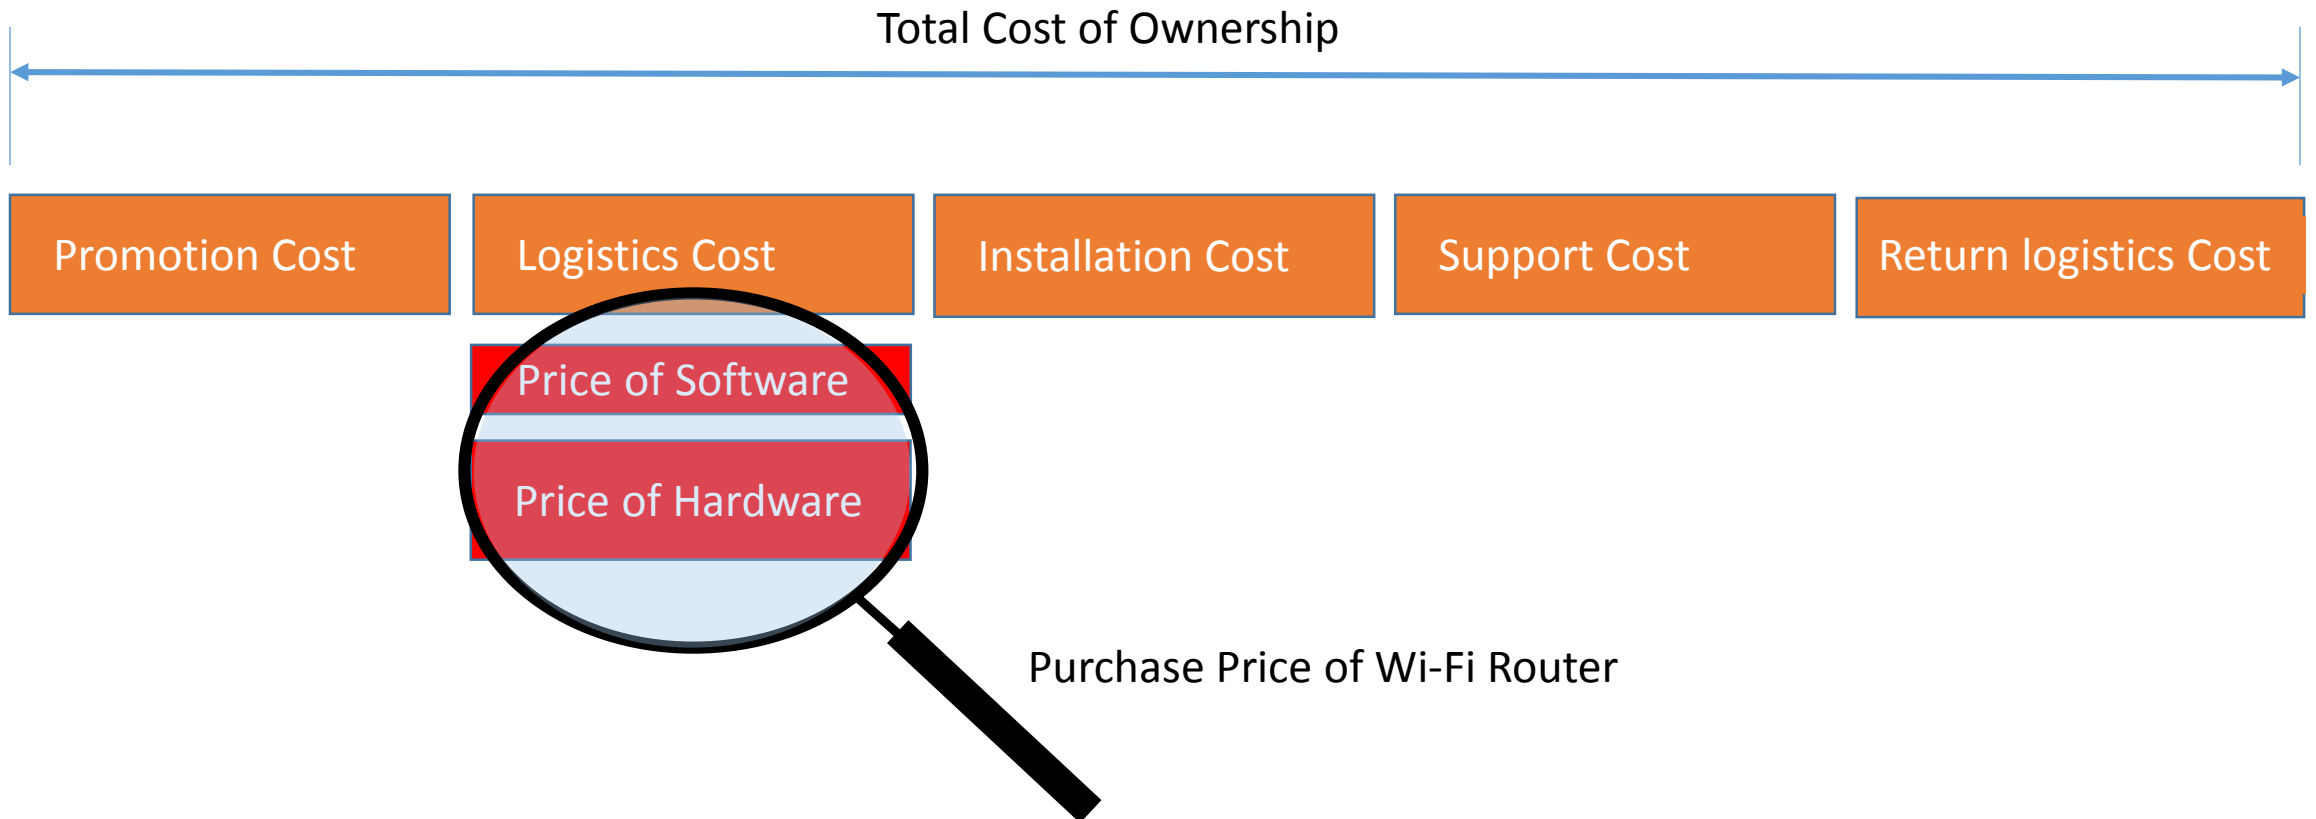 Total Cost of Ownership
Promotion Cost
Logistics Cost
Installation Cost
Support Cost
Return logistics Cost
Price of Software
Price of Hardware
Purchase Price of Wi-Fi Router